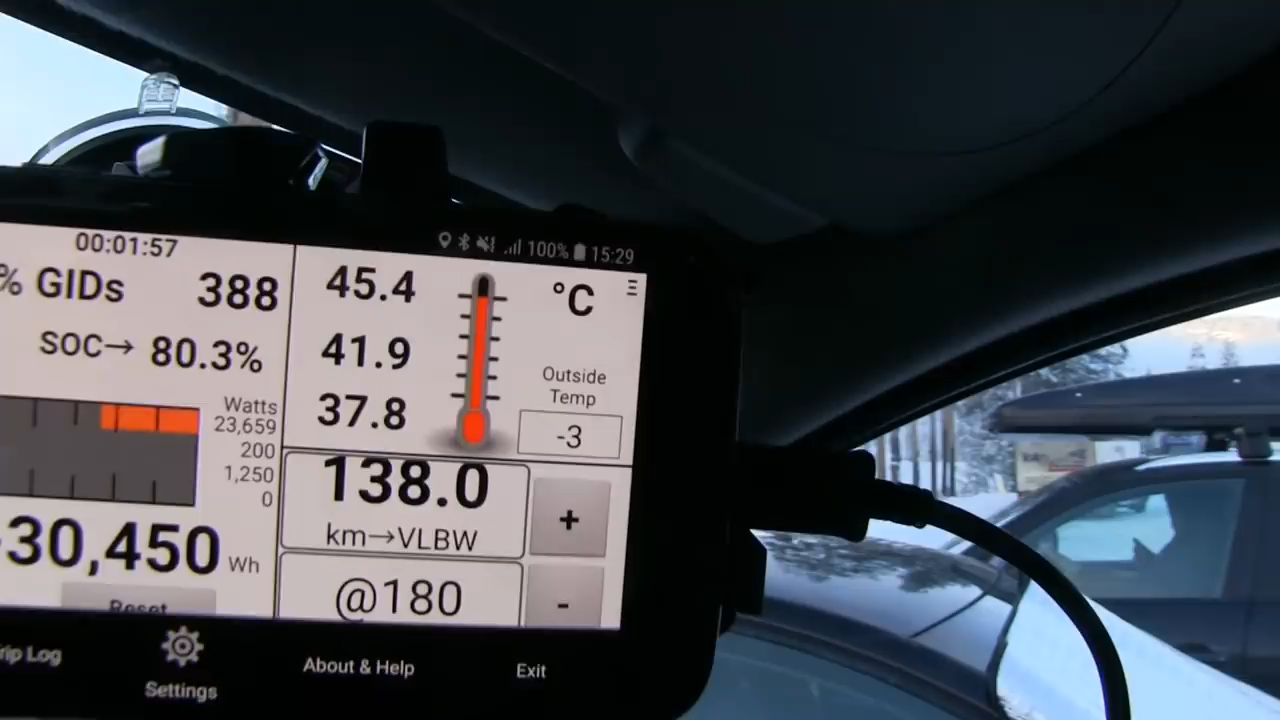 100% 15:29
00:01:57
% GIDs 388
SOC→ 80.3%
Watts
23,659
200
1,250
0
-30,450 Wh
Reset
45.4
41.9
37.8
°C
Outside
Temp
-3
138.0
km→VLBW
+
@180
-
rip Log
Settings
About & Help
Exit